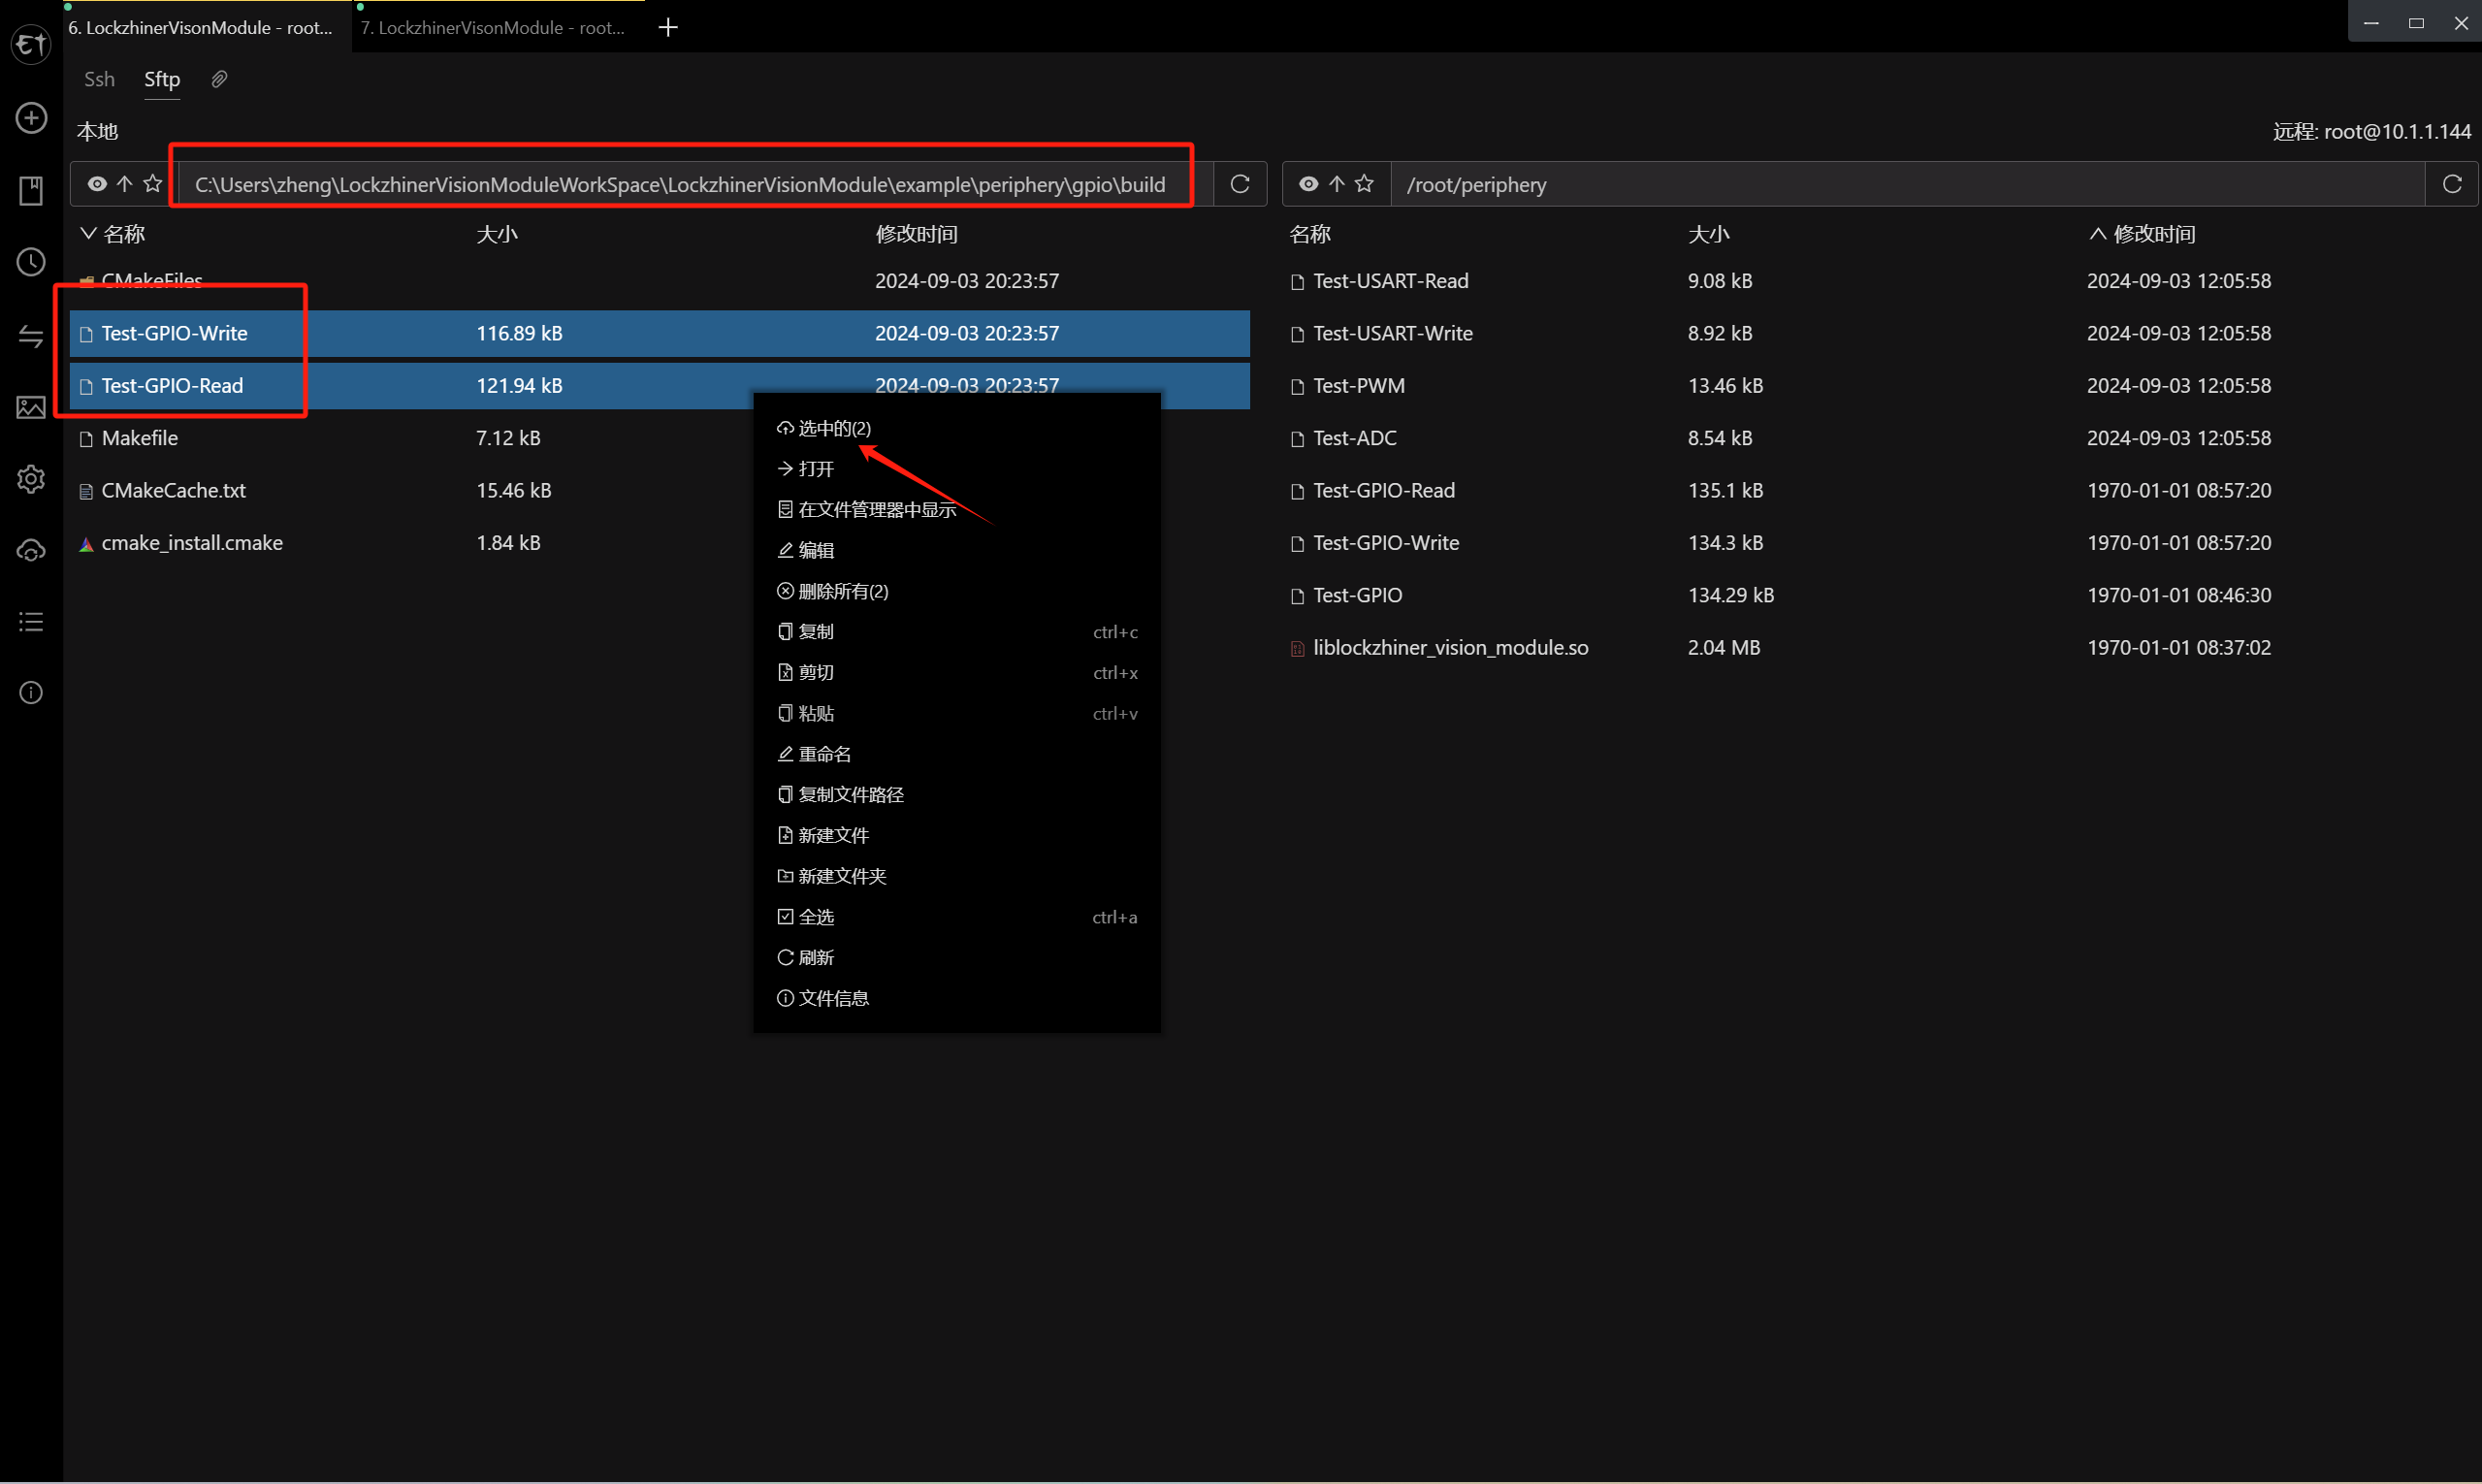 6. LockzhinerVisonModule - root...
7. LockzhinerVisonModule - root...
Ssh
Sftp
本地
远程: root@10.1.1.144
C:\Users\zheng\LockzhinerVisionModuleWorkSpace\LockzhinerVisionModule\example\periphery\gpio\build
/root/periphery
名称 大小 修改时间
CMakeFiles 2024-09-03 20:23:57
Test-GPIO-Write 116.89 kB 2024-09-03 20:23:57
Test-GPIO-Read 121.94 kB 2024-09-03 20:23:57
Makefile 7.12 kB
CMakeCache.txt 15.46 kB
cmake_install.cmake 1.84 kB
选中的(2)
打开
在文件管理器中显示
编辑
删除所有(2)
复制 ctrl+c
剪切 ctrl+x
粘贴 ctrl+v
重命名
复制文件路径
新建文件
新建文件夹
全选 ctrl+a
刷新
文件信息
名称 大小 修改时间
Test-USART-Read 9.08 kB 2024-09-03 12:05:58
Test-USART-Write 8.92 kB 2024-09-03 12:05:58
Test-PWM 13.46 kB 2024-09-03 12:05:58
Test-ADC 8.54 kB 2024-09-03 12:05:58
Test-GPIO-Read 135.1 kB 1970-01-01 08:57:20
Test-GPIO-Write 134.3 kB 1970-01-01 08:57:20
Test-GPIO 134.29 kB 1970-01-01 08:46:30
liblockzhiner_vision_module.so 2.04 MB 1970-01-01 08:37:02